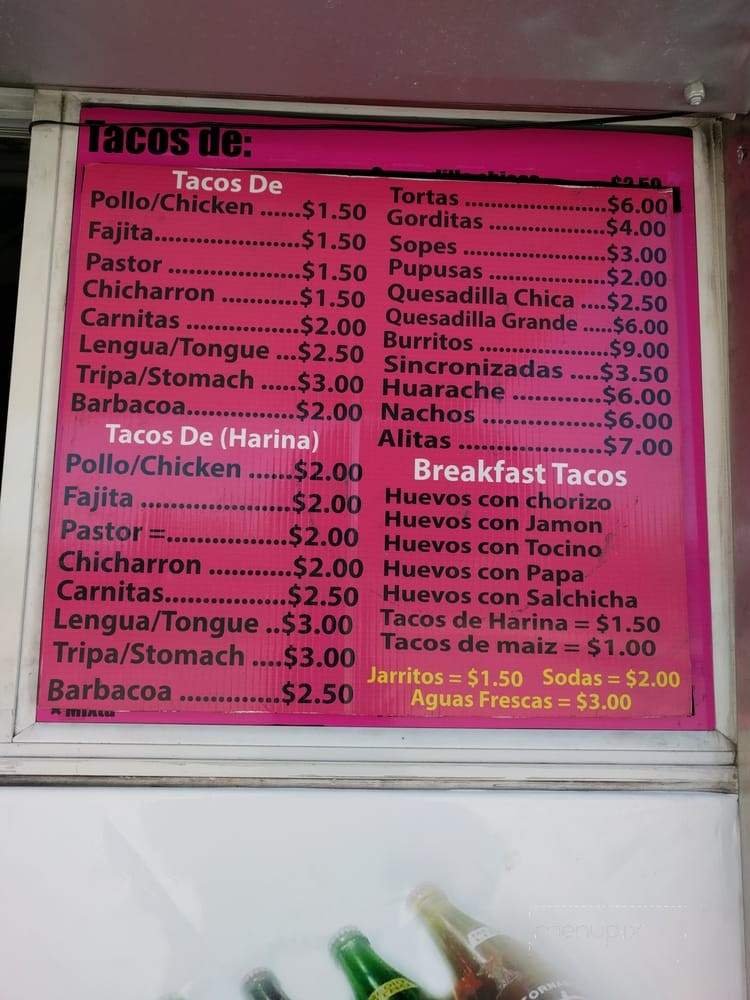 Tacos de:
$2.50
Tacos De
Pollo/Chicken ......$1.50
Fajita.....................$1.50
Pastor ...................$1.50
Chicharron ...........$1.50
Carnitas ................$2.00
Lengua/Tongue ...$2.50
Tripa/Stomach ....$3.00
Barbacoa...............$2.00
Tacos De (Harina)
Pollo/Chicken ......$2.00
Fajita ....................$2.00
Pastor =.................$2.00
Chicharron ...........$2.00
Carnitas.................$2.50
Lengua/Tongue ..$3.00
Tripa/Stomach ....$3.00
Barbacoa ..............$2.50
Tortas ....................$6.00
Gorditas .................$4.00
Sopes .....................$3.00
Pupusas .................$2.00
Quesadilla Chica ....$2.50
Quesadilla Grande .....$6.00
Burritos ...................$9.00
Sincronizadas ....$3.50
Huarache .............$6.00
Nachos ..................$6.00
Alitas .....................$7.00
Breakfast Tacos
Huevos con chorizo
Huevos con Jamon
Huevos con Tocino
Huevos con Papa
Huevos con Salchicha
Tacos de Harina = $1.50
Tacos de maiz = $1.00
Jarritos = $1.50 Sodas = $2.00
Aguas Frescas = $3.00
menupix